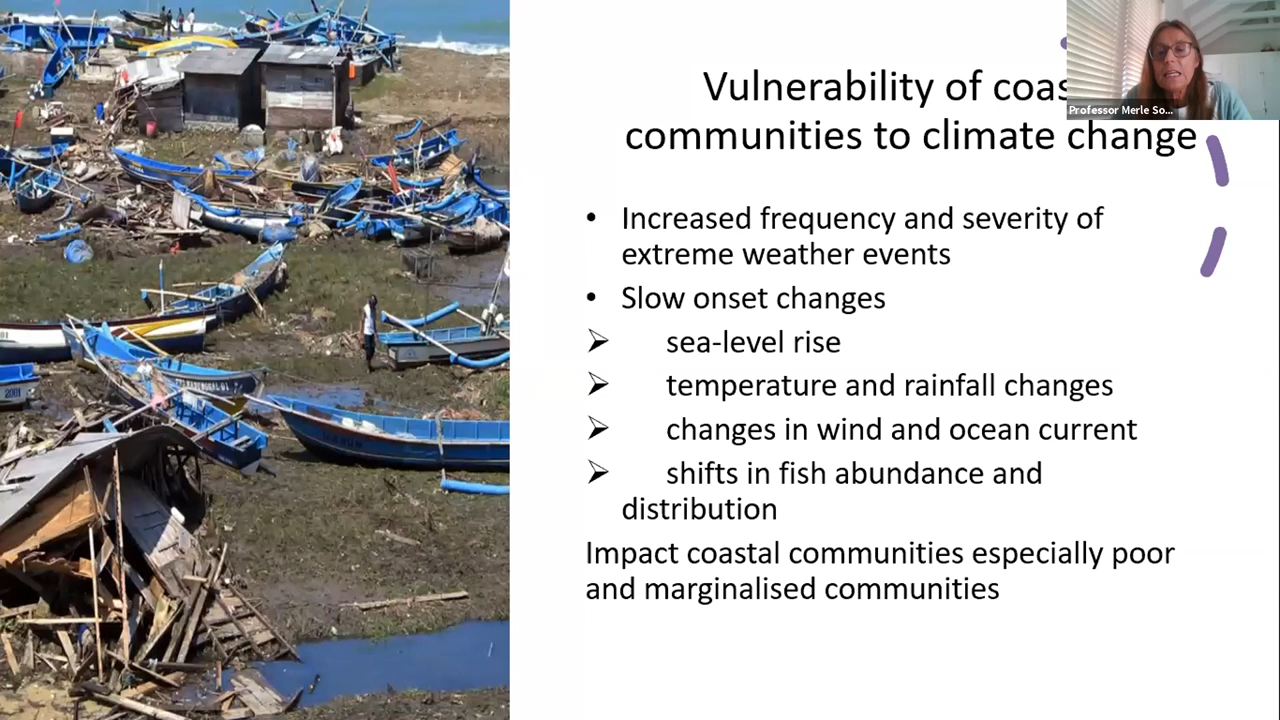 Vulnerability of coas
communities to climate change
Professor Merle So...
• Increased frequency and severity of
extreme weather events
• Slow onset changes
➢ sea-level rise
➢ temperature and rainfall changes
➢ changes in wind and ocean current
➢ shifts in fish abundance and
distribution
Impact coastal communities especially poor
and marginalised communities
2001